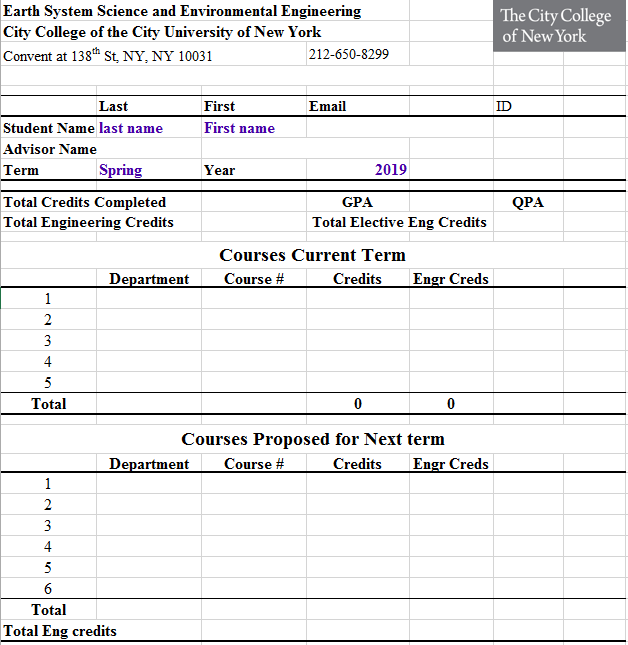 Earth System Science and Environmental Engineering
City College of the City University of New York
The City College
of New York
Convent at 138th St, NY, NY 10031 212-650-8299
Last First Email ID
Student Name last name First name
Advisor Name
Term Spring Year 2019
Total Credits Completed GPA QPA
Total Engineering Credits Total Elective Eng Credits
Courses Current Term
Department Course # Credits Engr Creds
1
2
3
4
5
Total 0 0
Courses Proposed for Next term
Department Course # Credits Engr Creds
1
2
3
4
5
6
Total
Total Eng credits